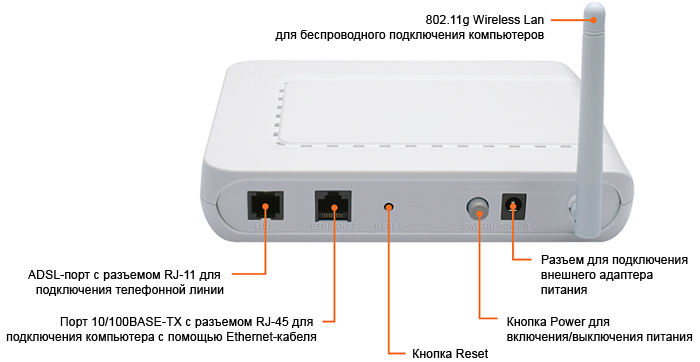 802.11g Wireless Lan
для беспроводного подключения компьютеров
LINE
ETHERNET
RESET
SWITCH
POWER
ADSL-порт с разъемом RJ-11 для
подключения телефонной линии
Порт 10/100BASE-TX с разъемом RJ-45 для
подключения компьютера с помощью Ethernet-кабеля
Кнопка Reset
Кнопка Power для
включения/выключения питания
Разъем для подключения
внешнего адаптера
питания